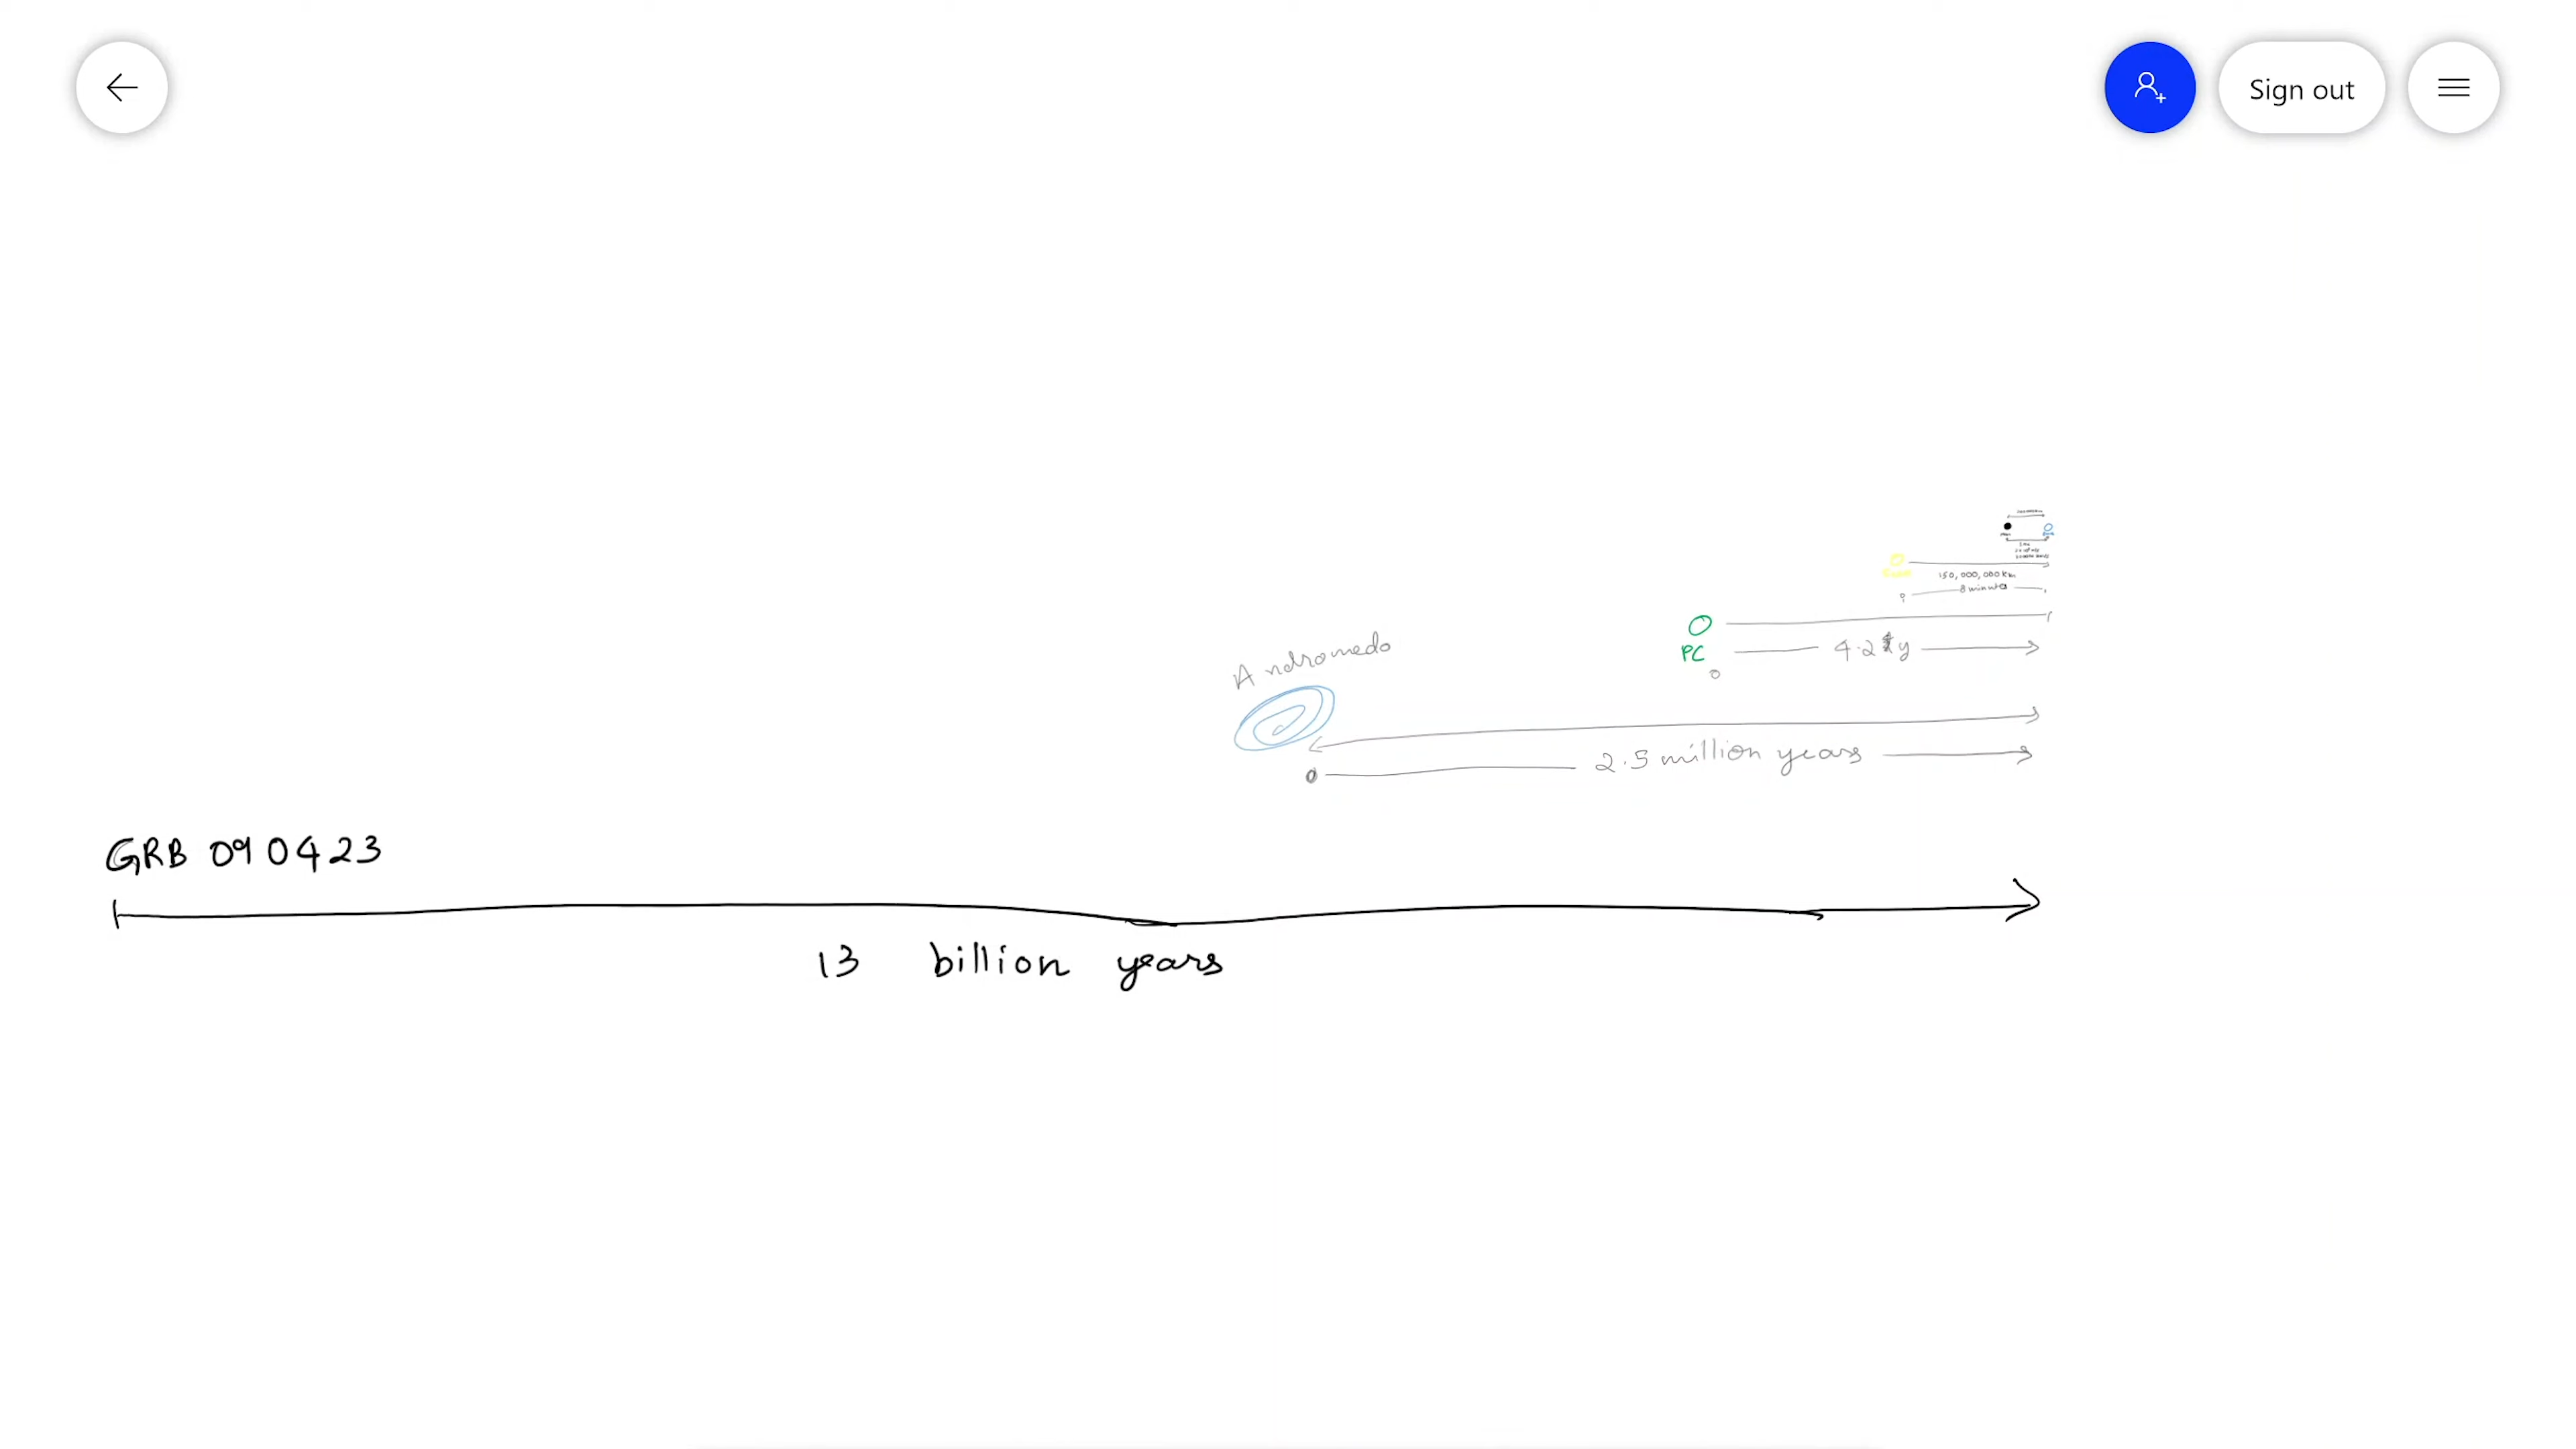 Sign out
150,000,000 km
8 minutes
PC
4.2 ly
Andromeda
2.5 million years
GRB 090423
13 billion years